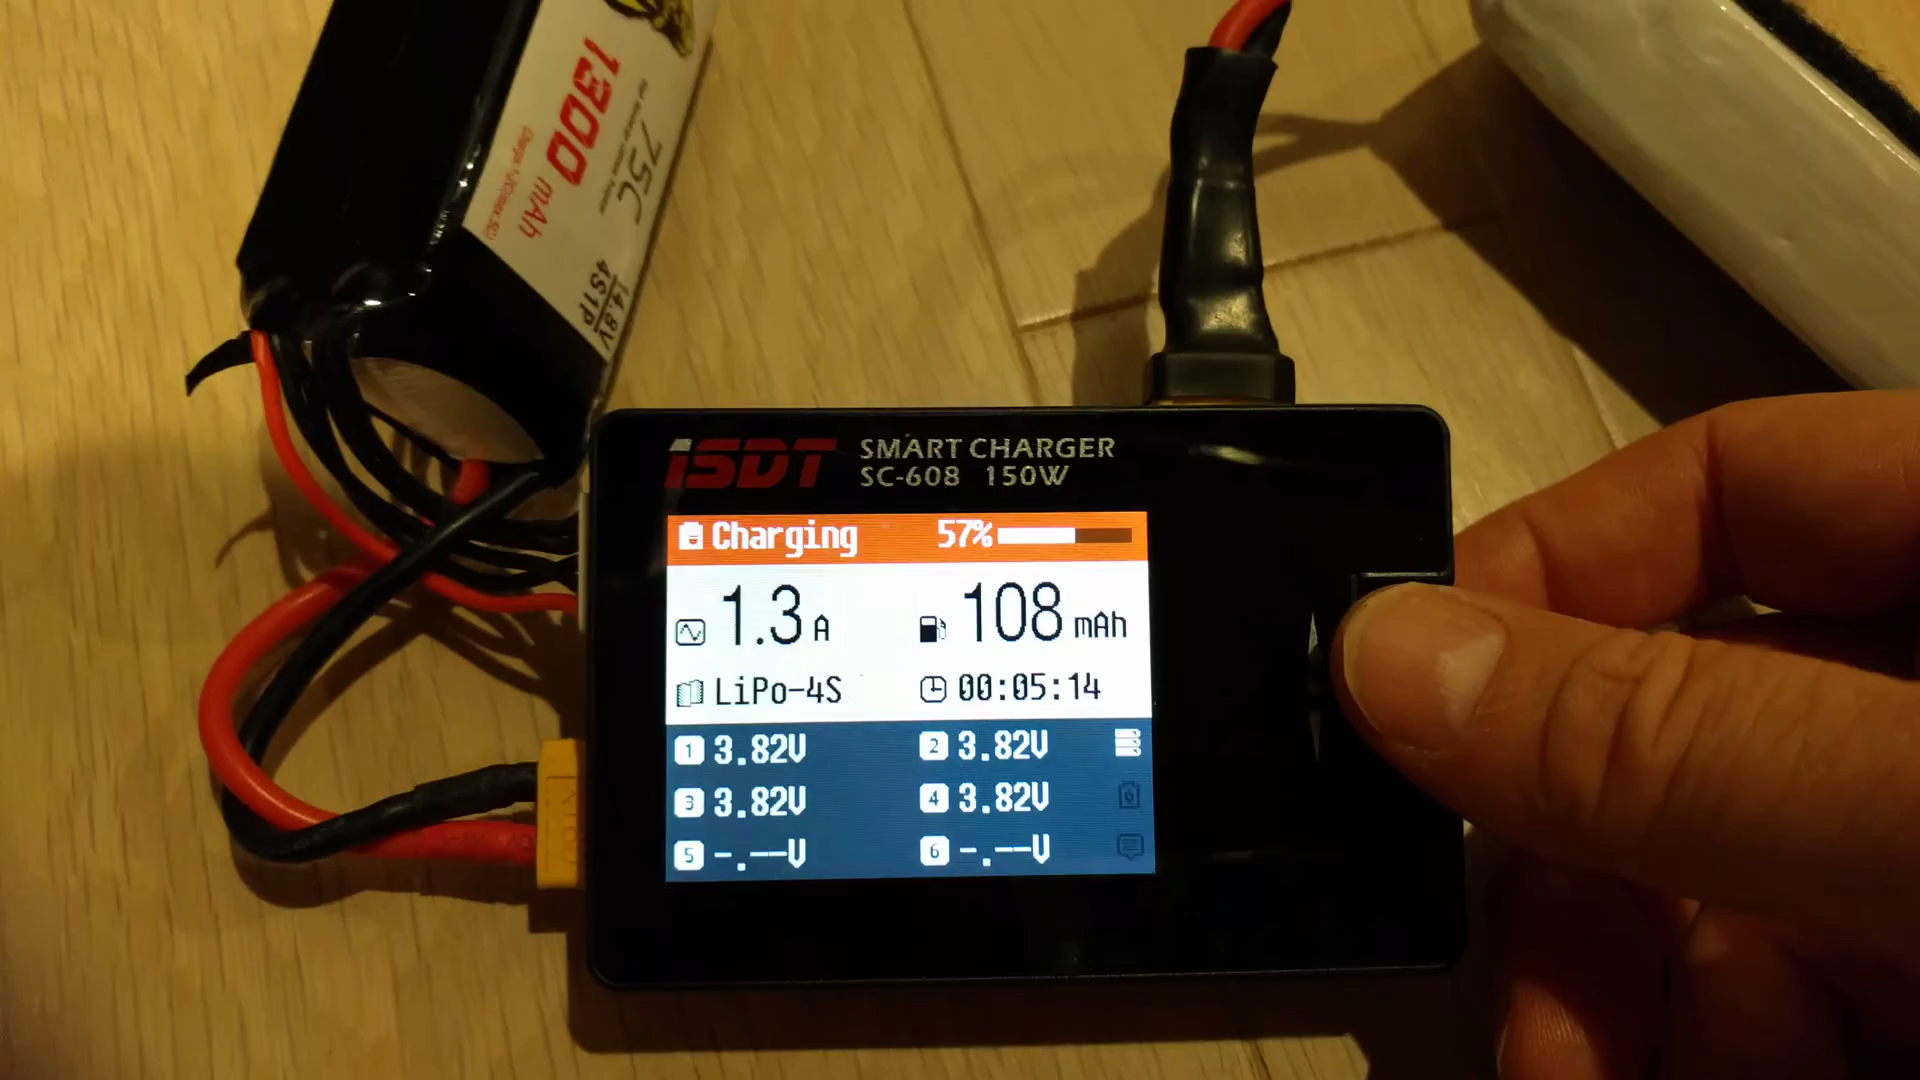 1300 mAh
75C
14.8V
4S1P
iSDT SMART CHARGER
SC-608 150W
Charging 57%
1.3 A 108 mAh
LiPo-4S 00:05:14
1 3.82V 2 3.82V
3 3.82V 4 3.82V
5 -.--V 6 -.--V